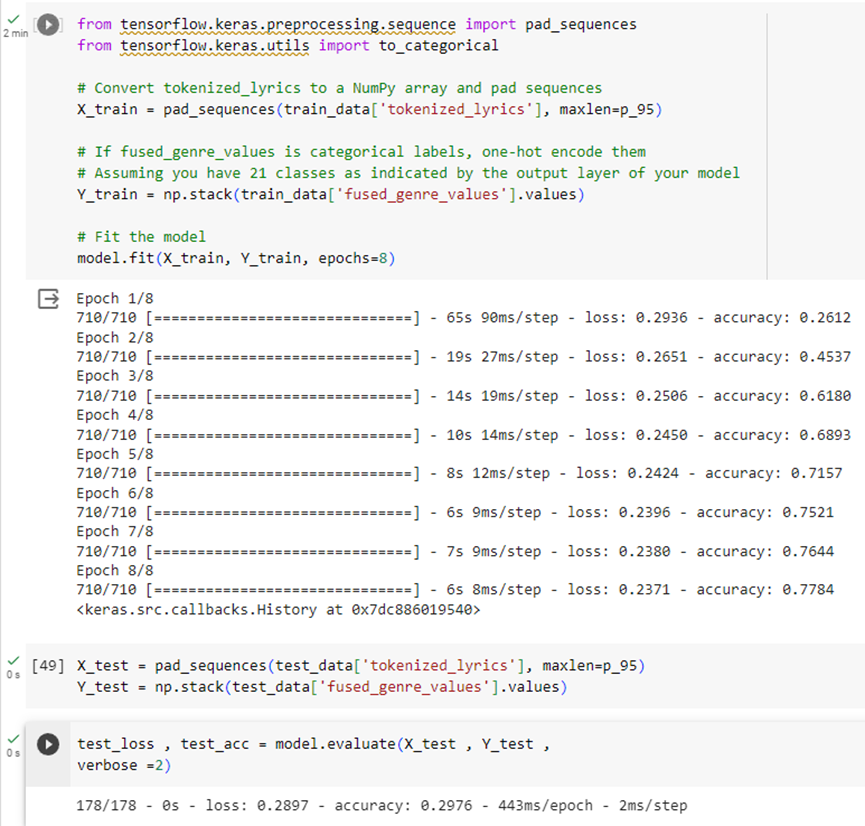 from tensorflow.keras.preprocessing.sequence import pad_sequences
2 min
from tensorflow.keras.utils import to_categorical
# Convert tokenized_lyrics to a NumPy array and pad sequences
X_train = pad_sequences(train_data['tokenized_lyrics'], maxlen=p_95)
# If fused_genre_values is categorical labels, one-hot encode them
# Assuming you have 21 classes as indicated by the output layer of your model
Y_train = np.stack(train_data['fused_genre_values'].values)
# Fit the model
model.fit(X_train, Y_train, epochs=8)
Epoch 1/8
710/710 [==============================] - 65s 90ms/step - loss: 0.2936 - accuracy: 0.2612
Epoch 2/8
710/710 [==============================] - 19s 27ms/step - loss: 0.2651 - accuracy: 0.4537
Epoch 3/8
710/710 [==============================] - 14s 19ms/step - loss: 0.2506 - accuracy: 0.6180
Epoch 4/8
710/710 [==============================] - 10s 14ms/step - loss: 0.2450 - accuracy: 0.6893
Epoch 5/8
710/710 [==============================] - 8s 12ms/step - loss: 0.2424 - accuracy: 0.7157
Epoch 6/8
710/710 [==============================] - 6s 9ms/step - loss: 0.2396 - accuracy: 0.7521
Epoch 7/8
710/710 [==============================] - 7s 9ms/step - loss: 0.2380 - accuracy: 0.7644
Epoch 8/8
710/710 [==============================] - 6s 8ms/step - loss: 0.2371 - accuracy: 0.7784
<keras.src.callbacks.History at 0x7dc886019540>
[49] X_test = pad_sequences(test_data['tokenized_lyrics'], maxlen=p_95)
0 s
Y_test = np.stack(test_data['fused_genre_values'].values)
test_loss , test_acc = model.evaluate(X_test , Y_test ,
0 s
verbose =2)
178/178 - 0s - loss: 0.2897 - accuracy: 0.2976 - 443ms/epoch - 2ms/step